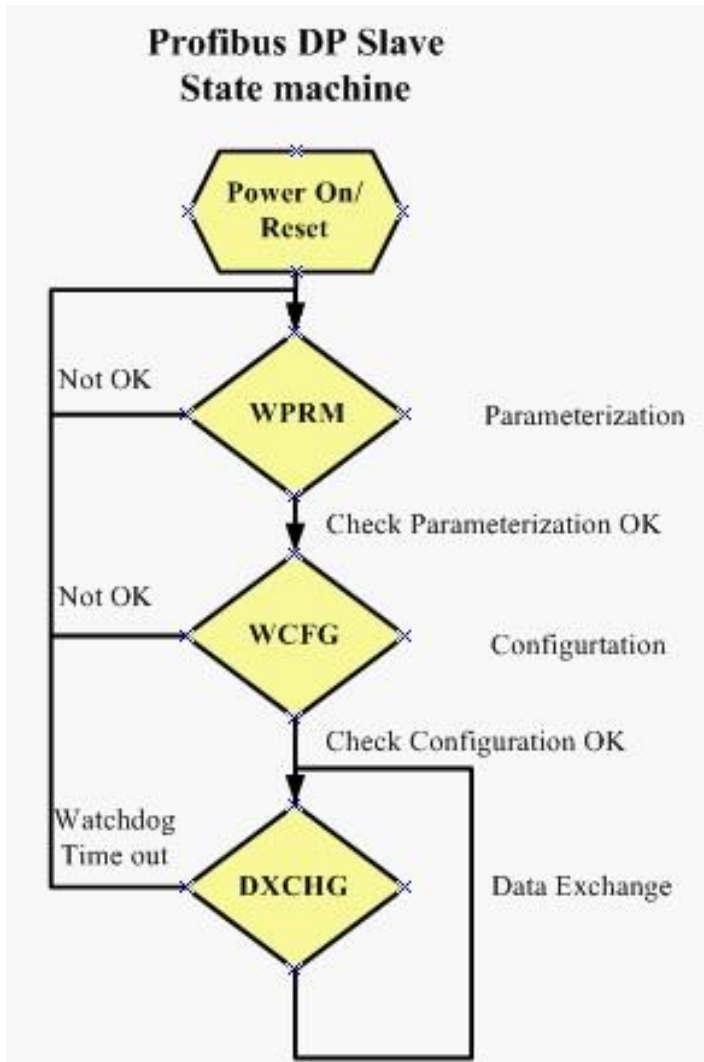 Profibus DP Slave
State machine
Power On/
Reset
Not OK
WPRM
Parameterization
Check Parameterization OK
Not OK
WCFG
Configurtation
Check Configuration OK
Watchdog
Time out
DXCHG
Data Exchange